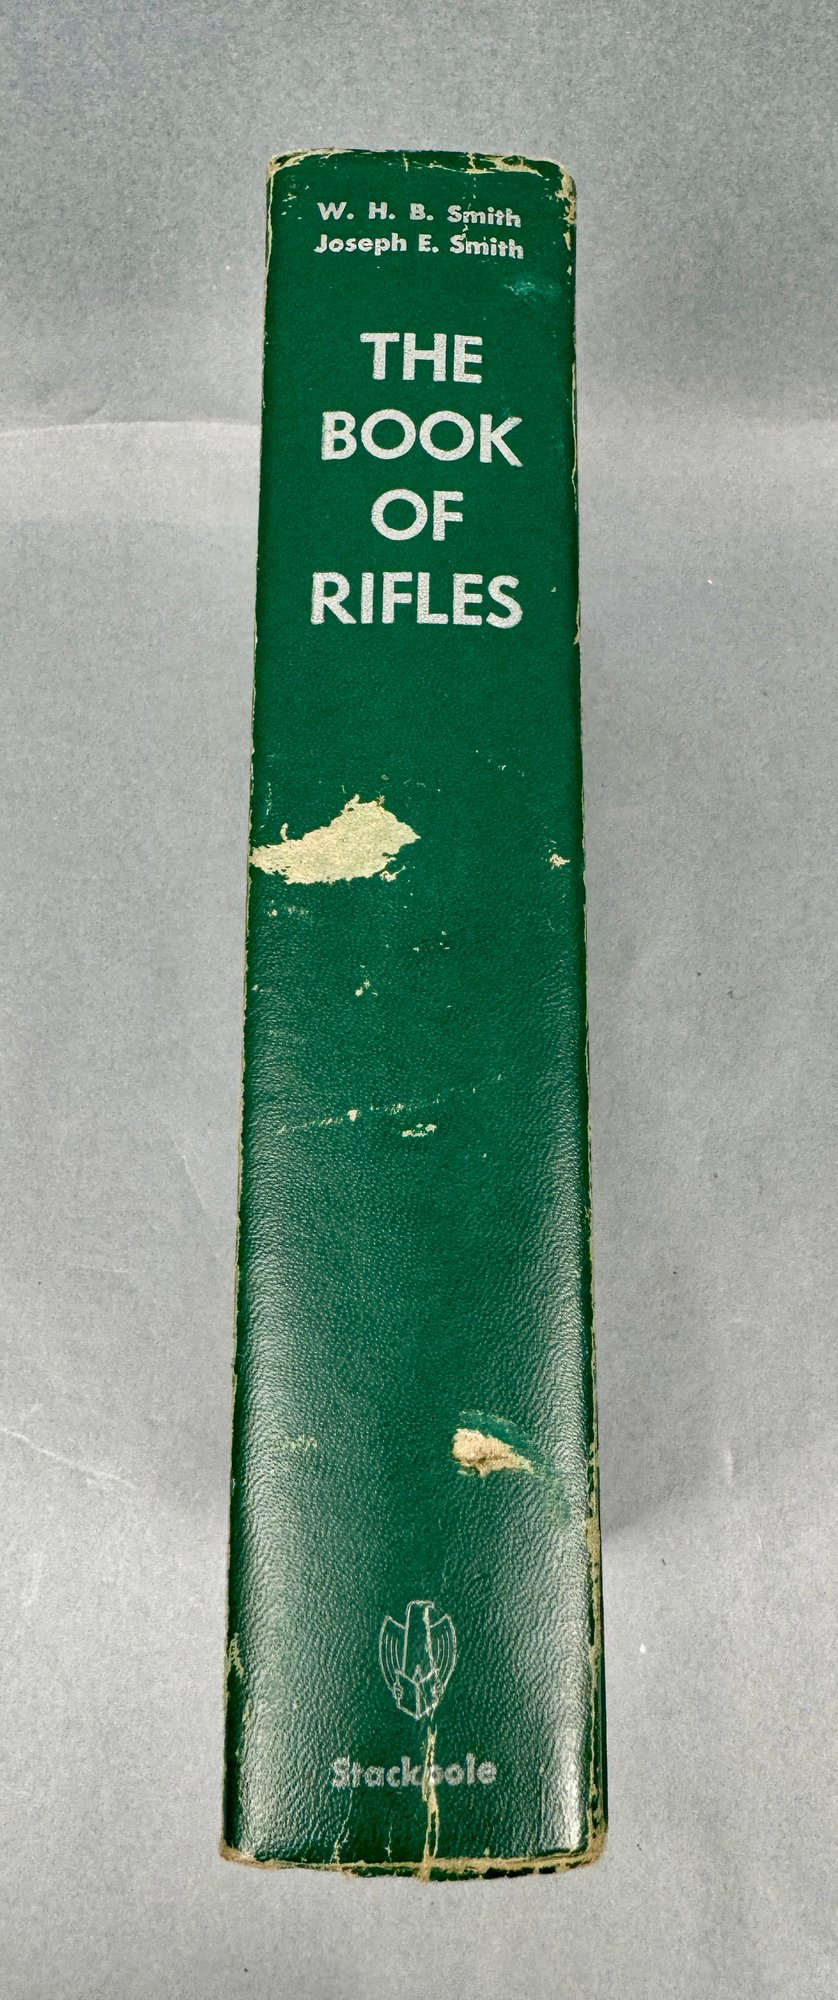 W. H. B. Smith
Joseph E. Smith
THE
BOOK
OF
RIFLES
Stackpole